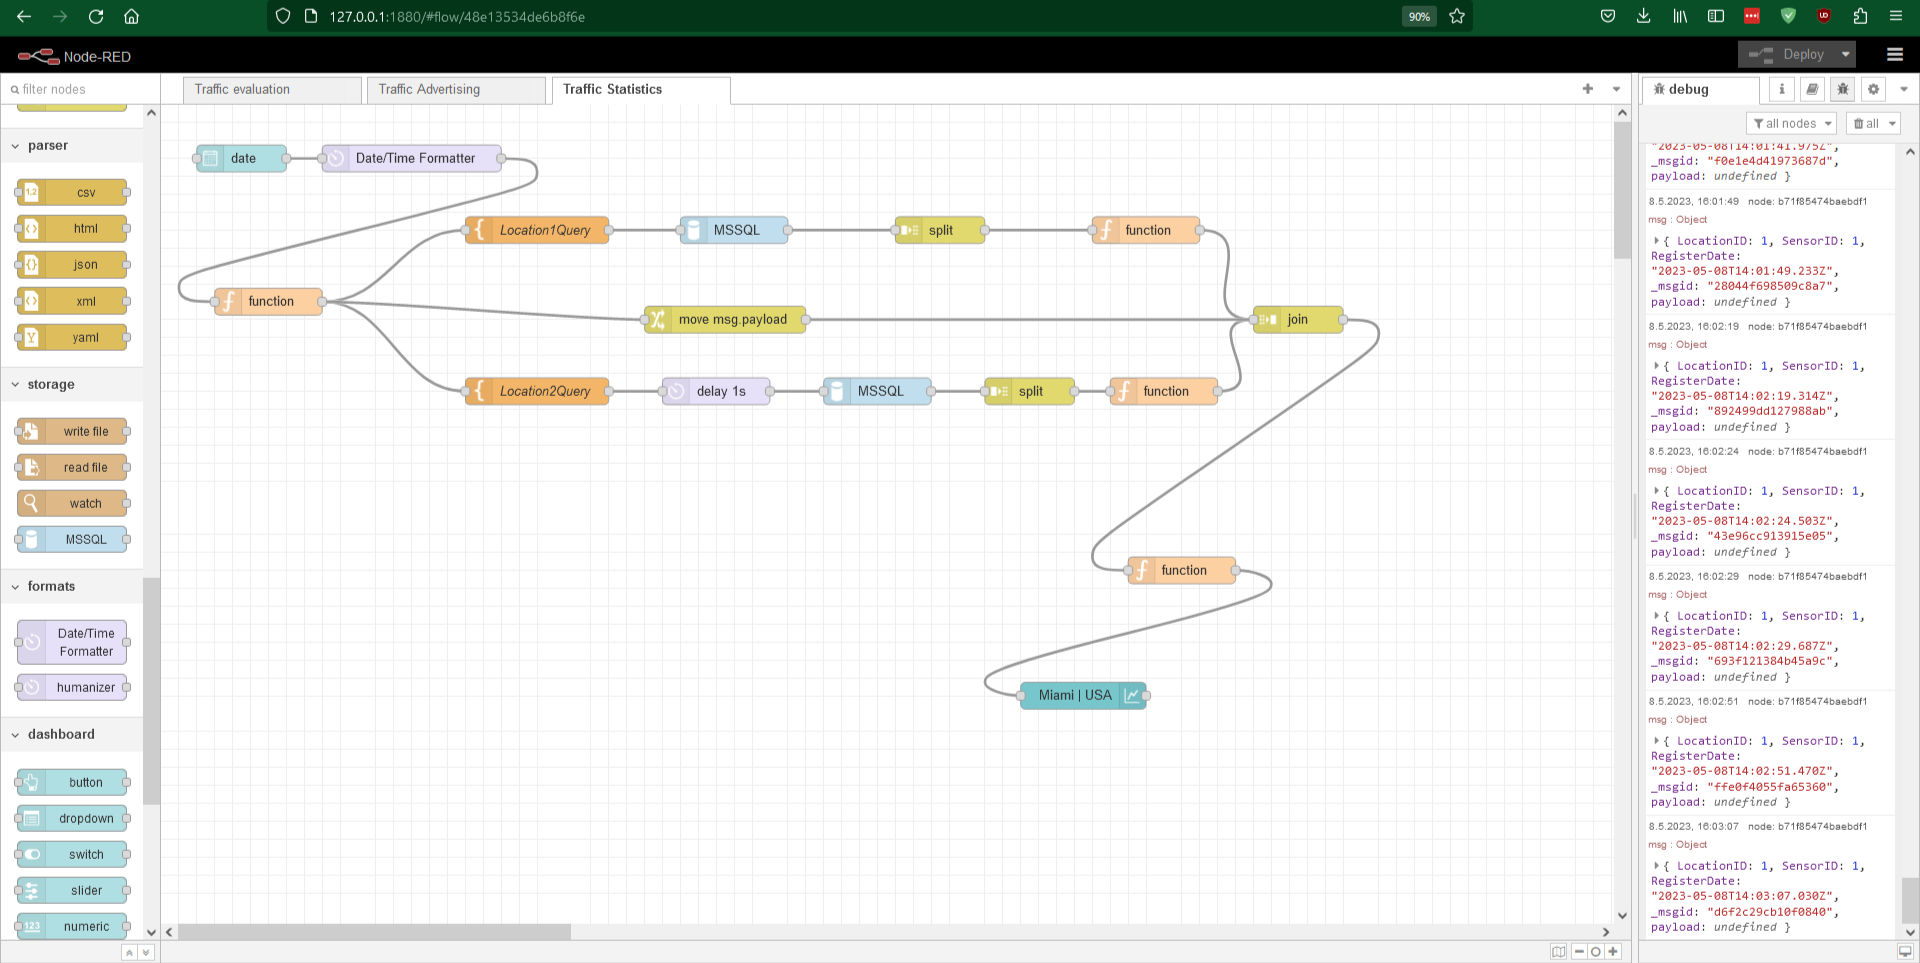 127.0.0.1:1880/#flow/48e13534de6b8f6e
90%
Node-RED
Deploy
filter nodes
Traffic evaluation
Traffic Advertising
Traffic Statistics
debug
all nodes
all
parser
csv
html
json
xml
yaml
storage
write file
read file
watch
MSSQL
formats
Date/Time
Formatter
humanizer
dashboard
button
dropdown
switch
slider
numeric
date
Date/Time Formatter
Location1Query
MSSQL
split
function
function
move msg.payload
join
Location2Query
delay 1s
MSSQL
split
function
function
Miami | USA
"2023-05-08T14:01:41.975Z",
_msgid: "f0e1e4d41973687d",
payload: undefined }
8.5.2023, 16:01:49 node: b71f85474baebdf1
msg : Object
{ LocationID: 1, SensorID: 1,
RegisterDate:
"2023-05-08T14:01:49.233Z",
_msgid: "28044f698509c8a7",
payload: undefined }
8.5.2023, 16:02:19 node: b71f85474baebdf1
msg : Object
{ LocationID: 1, SensorID: 1,
RegisterDate:
"2023-05-08T14:02:19.314Z",
_msgid: "892499dd127988ab",
payload: undefined }
8.5.2023, 16:02:24 node: b71f85474baebdf1
msg : Object
{ LocationID: 1, SensorID: 1,
RegisterDate:
"2023-05-08T14:02:24.503Z",
_msgid: "43e96cc913915e05",
payload: undefined }
8.5.2023, 16:02:29 node: b71f85474baebdf1
msg : Object
{ LocationID: 1, SensorID: 1,
RegisterDate:
"2023-05-08T14:02:29.687Z",
_msgid: "693f121384b45a9c",
payload: undefined }
8.5.2023, 16:02:51 node: b71f85474baebdf1
msg : Object
{ LocationID: 1, SensorID: 1,
RegisterDate:
"2023-05-08T14:02:51.470Z",
_msgid: "ffe0f4055fa65360",
payload: undefined }
8.5.2023, 16:03:07 node: b71f85474baebdf1
msg : Object
{ LocationID: 1, SensorID: 1,
RegisterDate:
"2023-05-08T14:03:07.030Z",
_msgid: "d6f2c29cb10f0840",
payload: undefined }